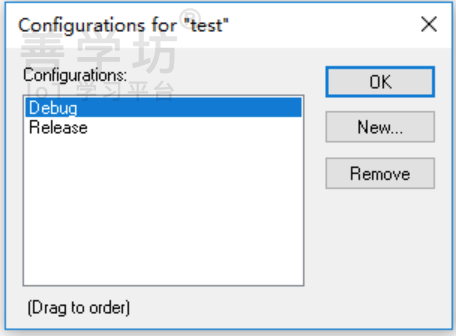 Configurations for "test"
善学坊®
IoT 学习平台
Configurations:
Debug
Release
OK
New...
Remove
(Drag to order)